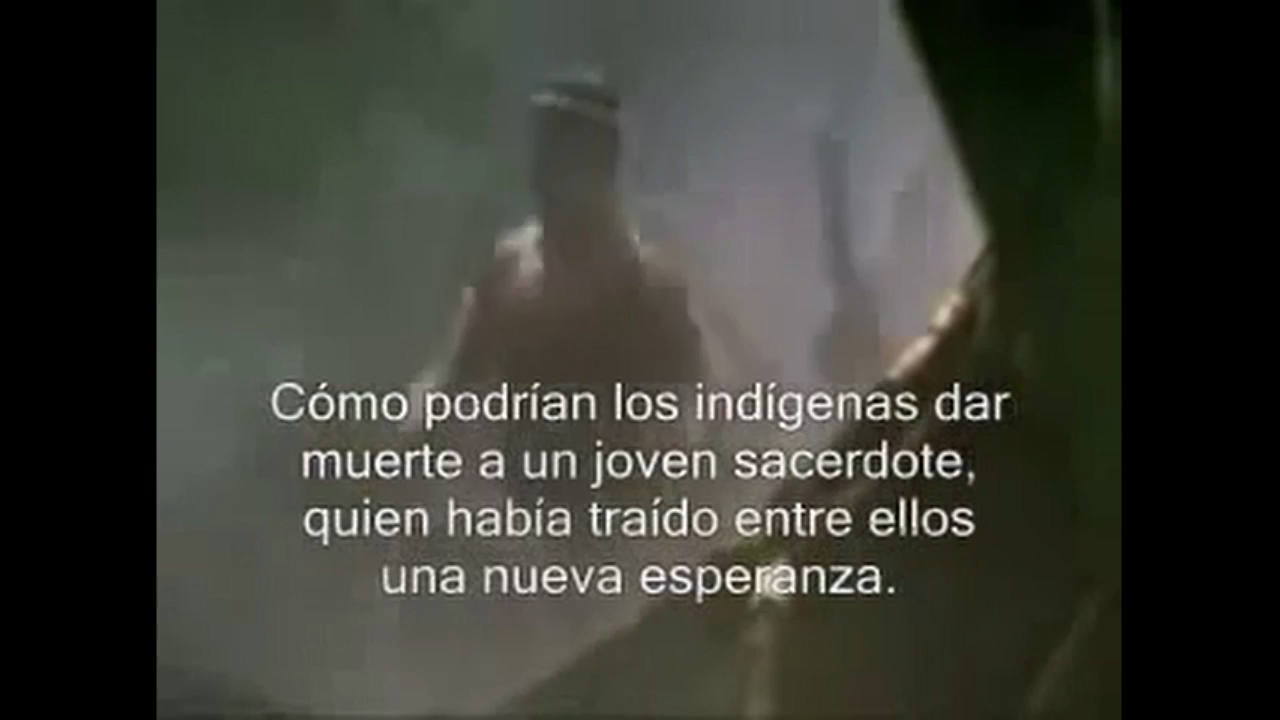 Cómo podrían los indígenas dar
muerte a un joven sacerdote,
quien había traído entre ellos
una nueva esperanza.